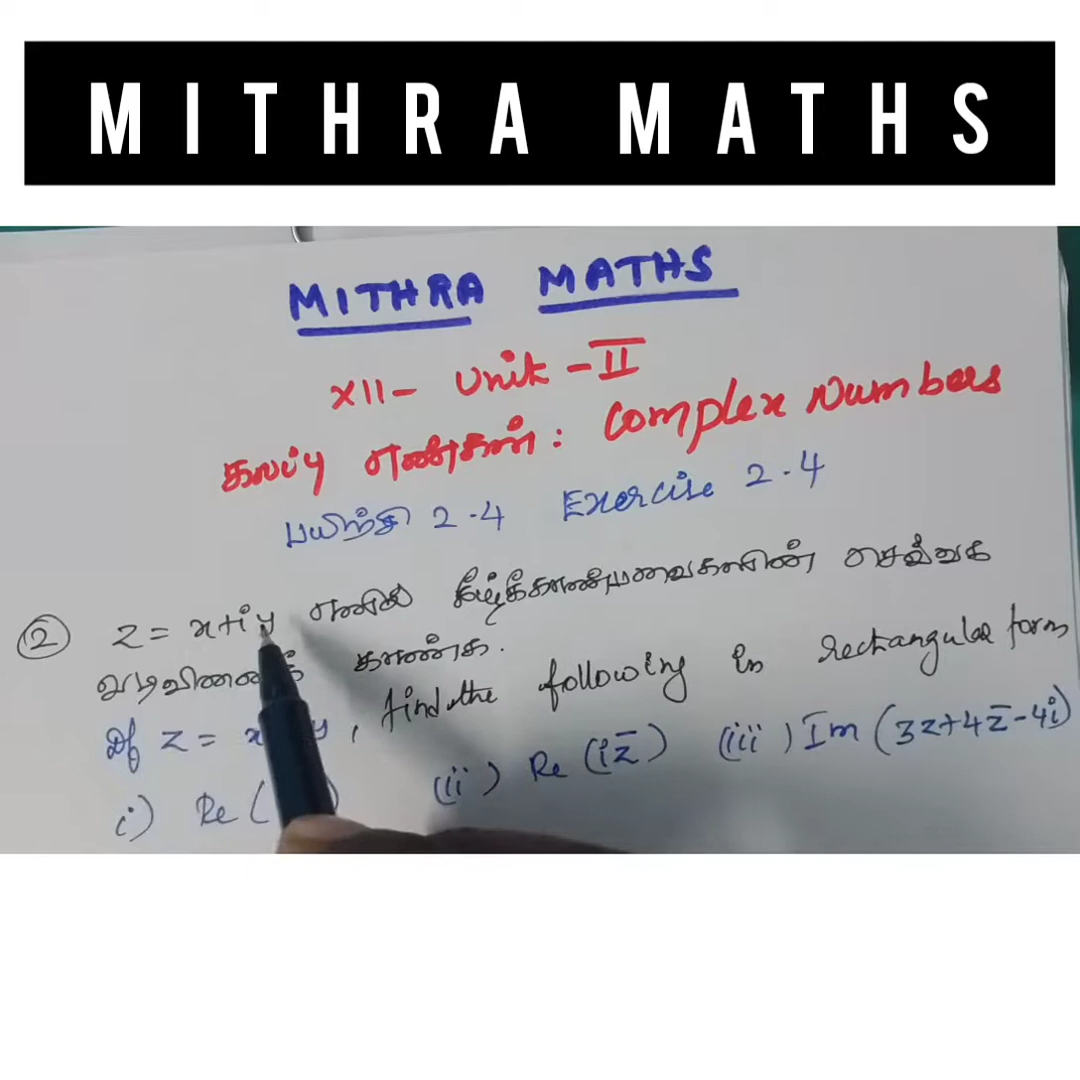 MITHRA MATHS
MITHRA MATHS
XII - Unit - II
கலப்பு எண்கள் : Complex Numbers
பயிற்சி 2.4 Exercise 2.4
② z = x+iy எனில் கீழ்க்காண்பவைகளின் செவ்வக
வடிவினைக் காண்க.
If z = , find the following in rectangular form
i) Re ( (ii) Re (iz̅) (iii) Im (3z+4z̅-4i)